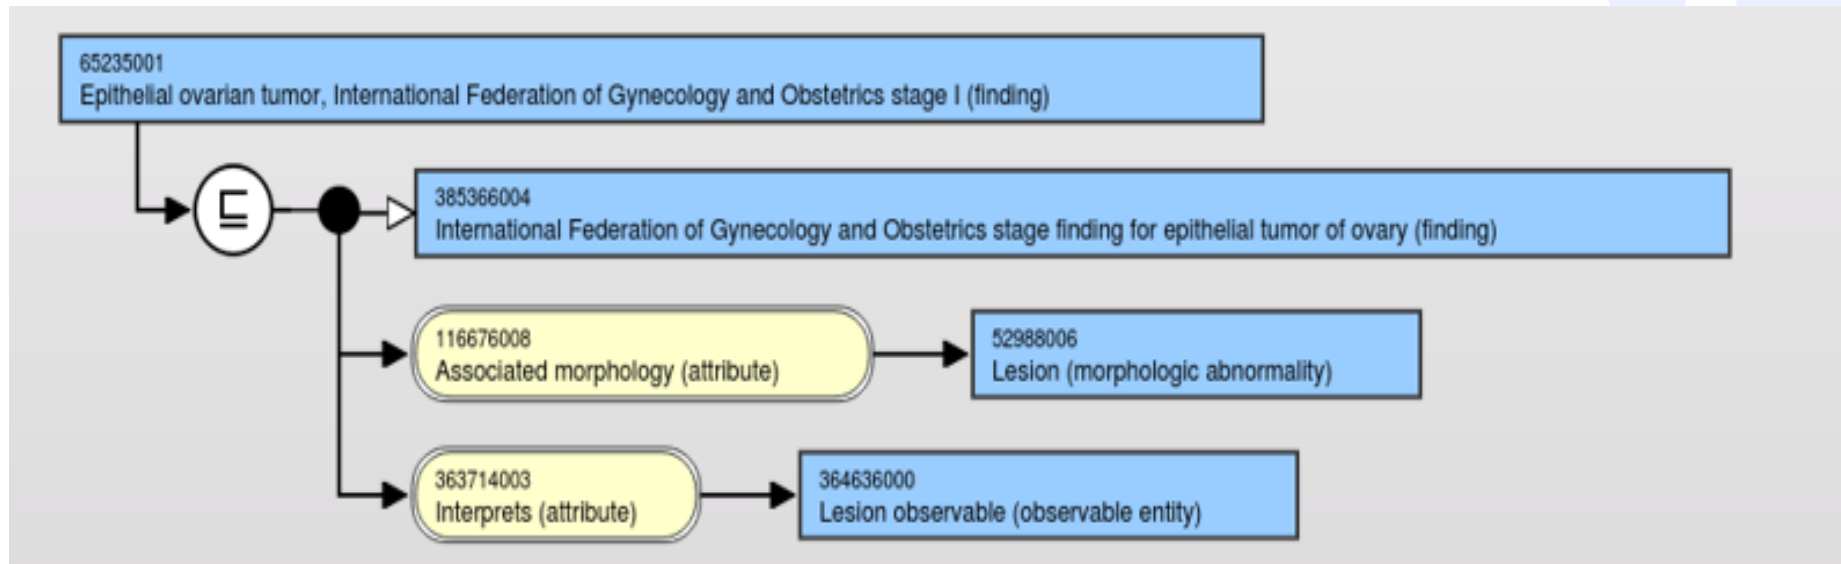 65235001
Epithelial ovarian tumor, International Federation of Gynecology and Obstetrics stage I (finding)
⊑
385366004
International Federation of Gynecology and Obstetrics stage finding for epithelial tumor of ovary (finding)
116676008
Associated morphology (attribute)
52988006
Lesion (morphologic abnormality)
363714003
Interprets (attribute)
364636000
Lesion observable (observable entity)